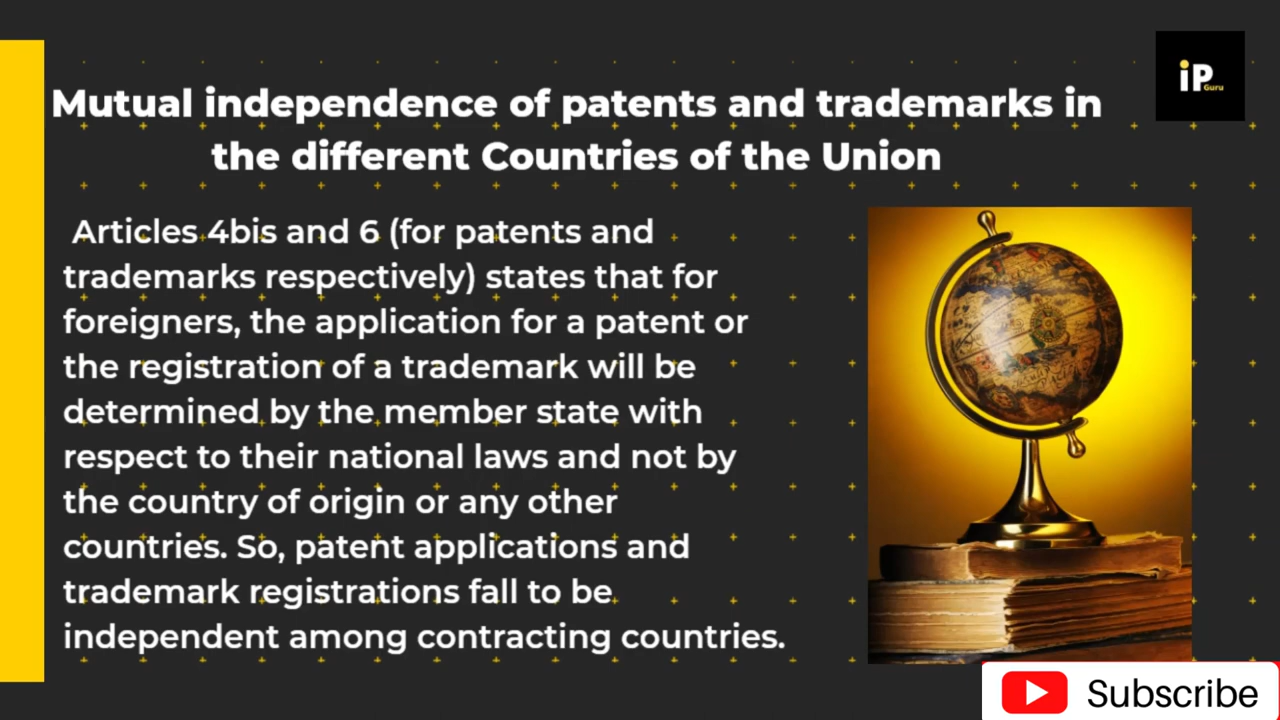 Mutual independence of patents and trademarks in
the different Countries of the Union
iP
Guru
Articles 4bis and 6 (for patents and
trademarks respectively) states that for
foreigners, the application for a patent or
the registration of a trademark will be
determined by the member state with
respect to their national laws and not by
the country of origin or any other
countries. So, patent applications and
trademark registrations fall to be
independent among contracting countries.
Subscribe